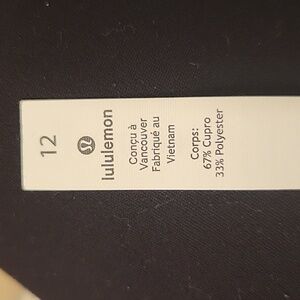 12
lululemon
Conçu à
Vancouver
Fabriqué au
Vietnam
Corps:
67% Cupro
33% Polyester